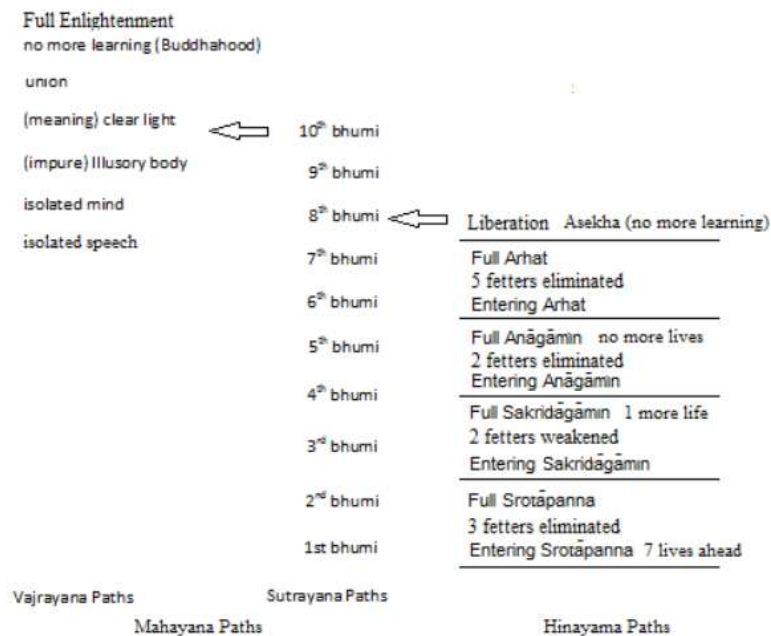 Full Enlightenment
no more learning (Buddhahood)
union
(meaning) clear light
(impure) Illusory body
isolated mind
isolated speech
10th bhumi
9th bhumi
8th bhumi
7th bhumi
6th bhumi
5th bhumi
4th bhumi
3rd bhumi
2nd bhumi
1st bhumi
Liberation Asekha (no more learning)
Full Arhat
5 fetters eliminated
Entering Arhat
Full Anāgāmin no more lives
2 fetters eliminated
Entering Anāgāmin
Full Sakridāgāmin 1 more life
2 fetters weakened
Entering Sakridāgāmin
Full Srotāpanna
3 fetters eliminated
Entering Srotāpanna 7 lives ahead
Vajrayana Paths
Sutrayana Paths
Mahayana Paths
Hinayama Paths